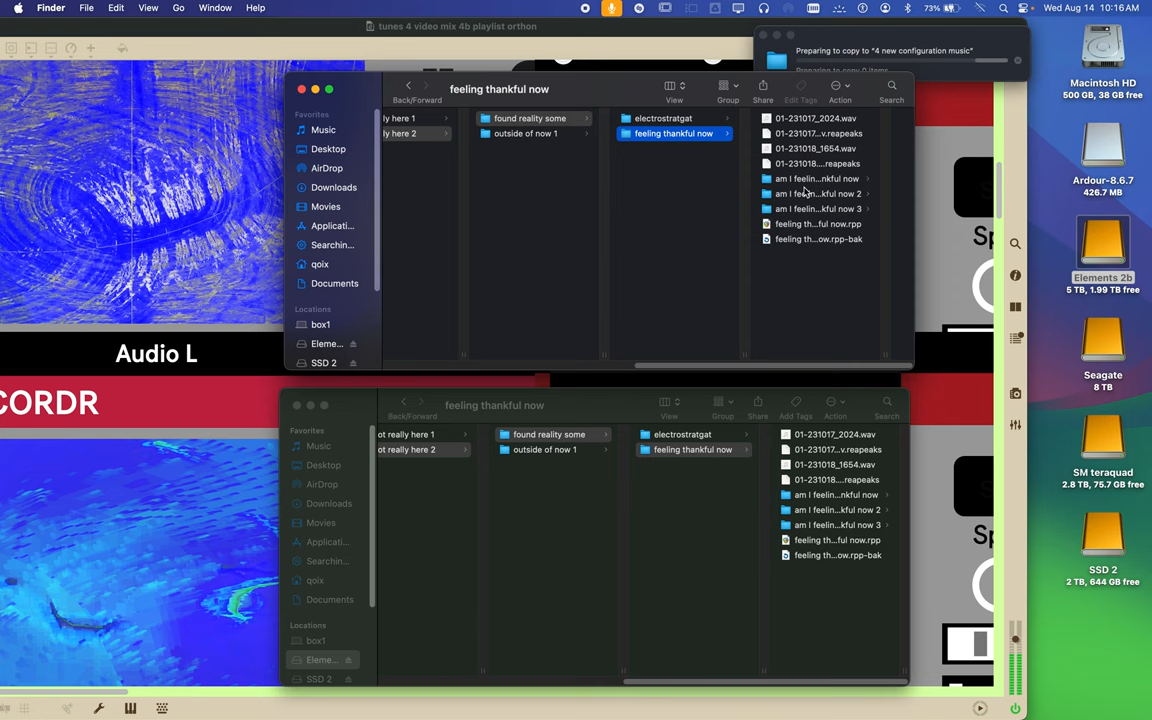 Finder File Edit View Go Window Help
73%
Wed Aug 14 10:16 AM
tunes 4 video mix 4b playlist orthon
Preparing to copy to "4 new configuration music"
Preparing to copy 0 items
feeling thankful now
Back/Forward
View
Group
Share
Edit Tags
Action
Search
Favorites
Music
Desktop
AirDrop
Downloads
Movies
Applicati...
Searchin...
qoix
Documents
Locations
box1
Eleme...
SSD 2
ly here 1
ly here 2
found reality some
outside of now 1
electrostratgat
feeling thankful now
01-231017_2024.wav
01-231017...v.reapeaks
01-231018_1654.wav
01-231018....reapeaks
am I feelin...nkful now
am I feelin...kful now 2
am I feelin...kful now 3
feeling th...ful now.rpp
feeling th...ow.rpp-bak
Audio L
CORDR
Sp
feeling thankful now
Back/Forward
View
Group
Share
Add Tags
Action
Search
Favorites
Music
Desktop
AirDrop
Downloads
Movies
Applicati...
Searchin...
qoix
Documents
Locations
box1
Eleme...
SSD 2
ot really here 1
ot really here 2
found reality some
outside of now 1
electrostratgat
feeling thankful now
01-231017_2024.wav
01-231017...v.reapeaks
01-231018_1654.wav
01-231018....reapeaks
am I feelin...nkful now
am I feelin...kful now 2
am I feelin...kful now 3
feeling th...ful now.rpp
feeling th...ow.rpp-bak
Sp
Macintosh HD
500 GB, 38 GB free
Ardour-8.6.7
426.7 MB
Elements 2b
5 TB, 1.99 TB free
Seagate
8 TB
SM teraquad
2.8 TB, 75.7 GB free
SSD 2
2 TB, 644 GB free